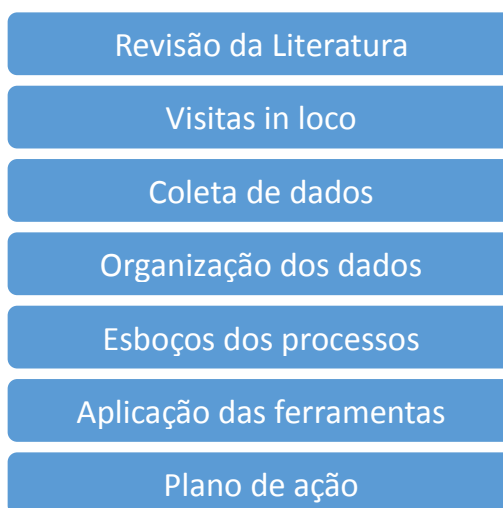 Revisão da Literatura
Visitas in loco
Coleta de dados
Organização dos dados
Esboços dos processos
Aplicação das ferramentas
Plano de ação